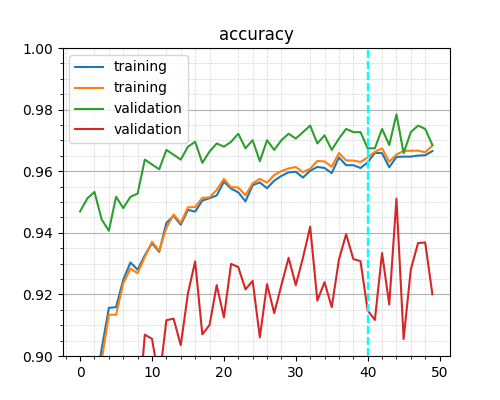 accuracy
1.00
0.98
0.96
0.94
0.92
0.90
training
training
validation
validation
0 10 20 30 40 50